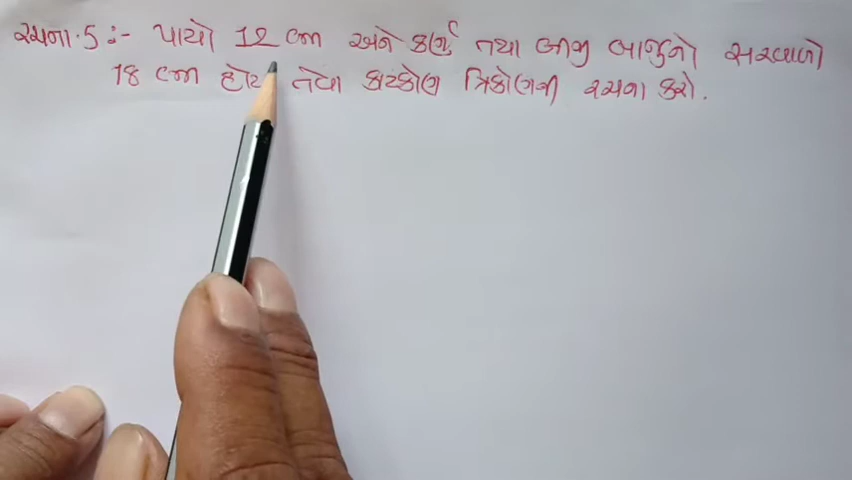 રચના.5:- પાયો 12 cm અને કર્ણ તથા બીજી બાજુનો સરવાળો
18 cm હોય તેવા કાટકોણ ત્રિકોણની રચના કરો.